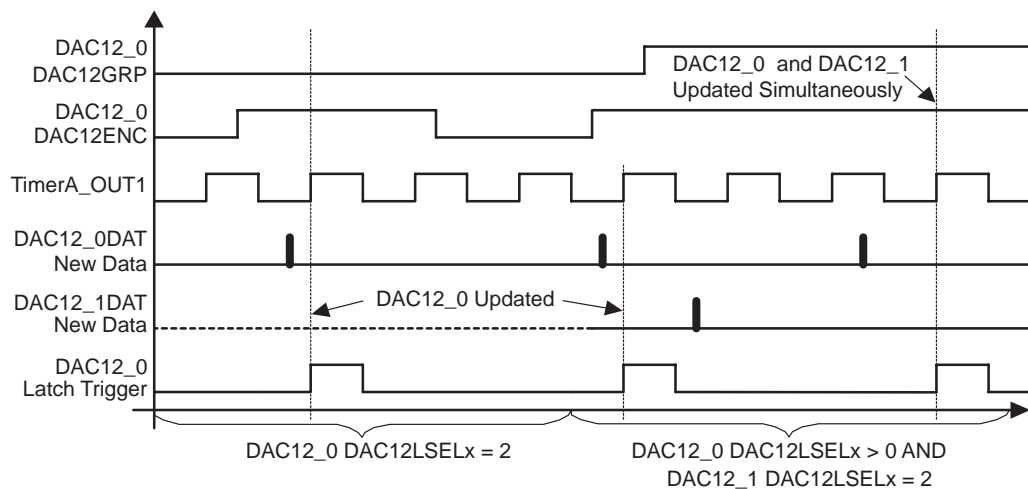 DAC12_0
DAC12GRP
DAC12_0 and DAC12_1
Updated Simultaneously
DAC12_0
DAC12ENC
TimerA_OUT1
DAC12_0DAT
New Data
DAC12_1DAT
New Data
DAC12_0 Updated
DAC12_0
Latch Trigger
DAC12_0 DAC12LSELx = 2
DAC12_0 DAC12LSELx > 0 AND
DAC12_1 DAC12LSELx = 2